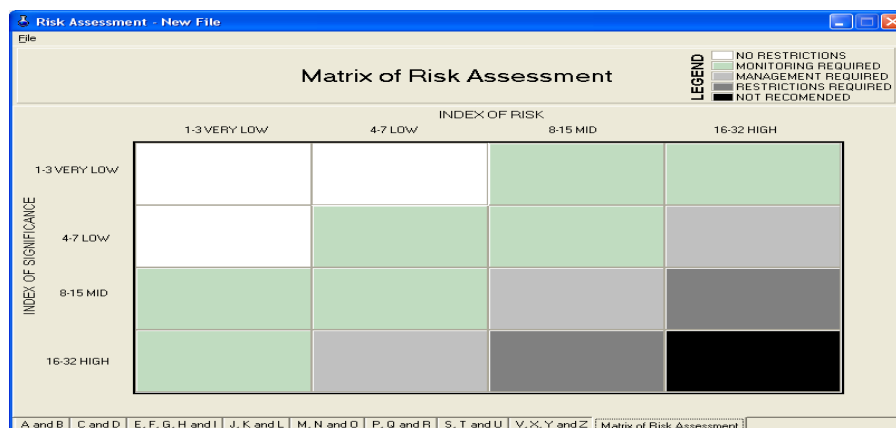 Risk Assessment - New File
File
Matrix of Risk Assessment
LEGEND
NO RESTRICTIONS
MONITORING REQUIRED
MANAGEMENT REQUIRED
RESTRICTIONS REQUIRED
NOT RECOMENDED
INDEX OF RISK
1-3 VERY LOW 4-7 LOW 8-15 MID 16-32 HIGH
INDEX OF SIGNIFICANCE
1-3 VERY LOW
4-7 LOW
8-15 MID
16-32 HIGH
A and B C and D E, F, G, H and I J, K and L M, N and O P, Q and R S, T and U V, X, Y and Z Matrix of Risk Assessment